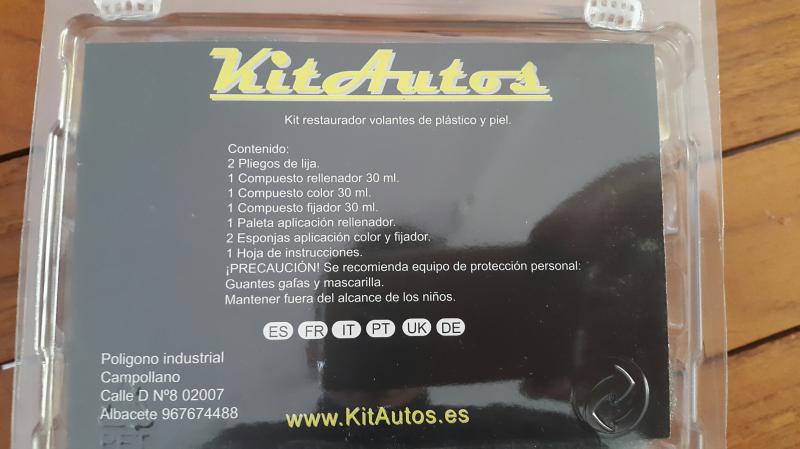 KitAutos
Kit restaurador volantes de plástico y piel.
Contenido:
2 Pliegos de lija.
1 Compuesto rellenador 30 ml.
1 Compuesto color 30 ml.
1 Compuesto fijador 30 ml.
1 Paleta aplicación rellenador.
2 Esponjas aplicación color y fijador.
1 Hoja de instrucciones.
¡PRECAUCIÓN! Se recomienda equipo de protección personal:
Guantes gafas y mascarilla.
Mantener fuera del alcance de los niños.
ES FR IT PT UK DE
Poligono industrial
Campollano
Calle D Nº8 02007
Albacete 967674488
www.KitAutos.es
PET